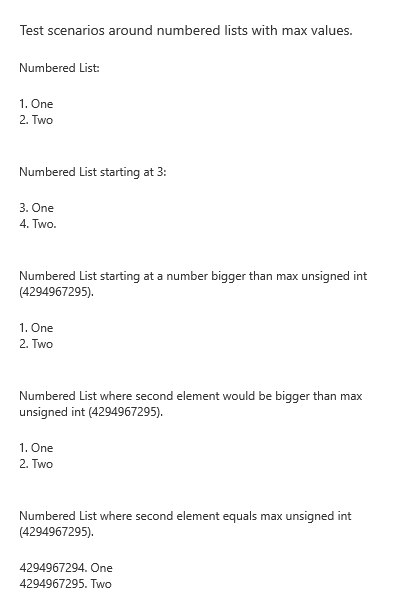 Test scenarios around numbered lists with max values.
Numbered List:
1. One
2. Two
Numbered List starting at 3:
3. One
4. Two.
Numbered List starting at a number bigger than max unsigned int
(4294967295).
1. One
2. Two
Numbered List where second element would be bigger than max
unsigned int (4294967295).
1. One
2. Two
Numbered List where second element equals max unsigned int
(4294967295).
4294967294. One
4294967295. Two